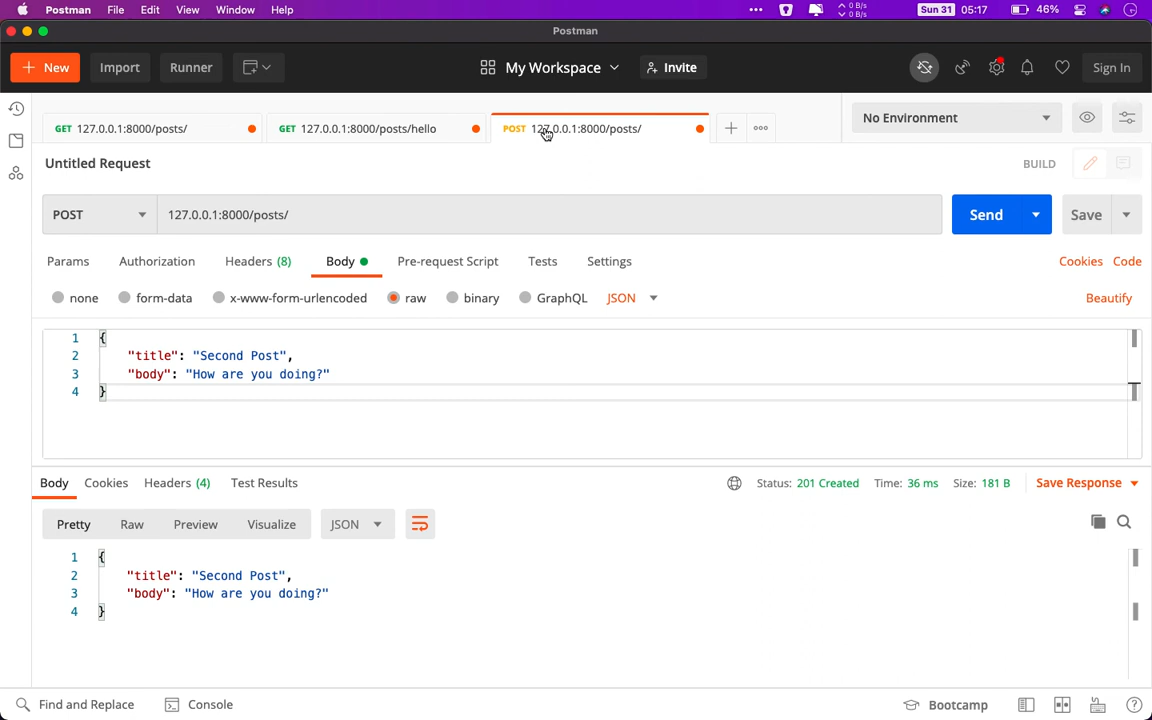 Postman File Edit View Window Help 0 B/s 0 B/s Sun 31 05:17 46%
Postman
+ New Import Runner My Workspace Invite Sign In
GET 127.0.0.1:8000/posts/ GET 127.0.0.1:8000/posts/hello POST 127.0.0.1:8000/posts/ + No Environment
Untitled Request BUILD
POST 127.0.0.1:8000/posts/ Send Save
Params Authorization Headers (8) Body Pre-request Script Tests Settings Cookies Code
none form-data x-www-form-urlencoded raw binary GraphQL JSON Beautify
1 {
2 "title": "Second Post",
3 "body": "How are you doing?"
4 }
Body Cookies Headers (4) Test Results Status: 201 Created Time: 36 ms Size: 181 B Save Response
Pretty Raw Preview Visualize JSON
1 {
2 "title": "Second Post",
3 "body": "How are you doing?"
4 }
Find and Replace Console Bootcamp